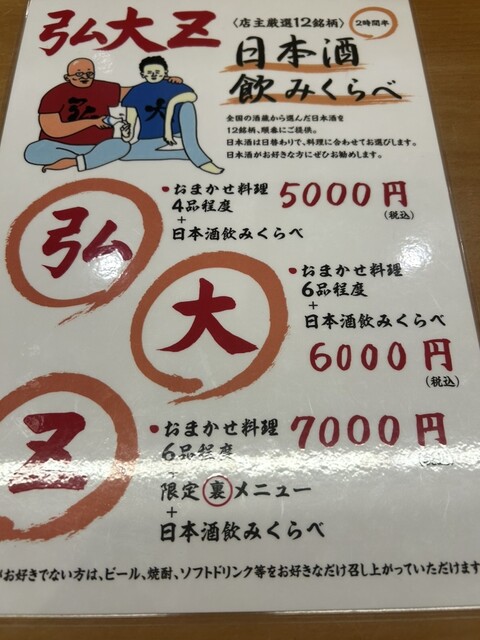 弘大Z
〈店主厳選12銘柄〉
2時間半
日本酒
飲みくらべ
全国の酒蔵から選んだ日本酒を
12銘柄、順番にご提供。
日本酒は日替わりで、料理に合わせてお選びします。
日本酒がお好きな方にぜひお勧めします。
弘
大
弘
・おまかせ料理
4品程度
+
日本酒飲みくらべ
5000円
(税込)
大
・おまかせ料理
6品程度
+
日本酒飲みくらべ
6000円
(税込)
Z
・おまかせ料理
6品程度
+
限定裏メニュー
+
日本酒飲みくらべ
7000円
がお好きでない方は、ビール、焼酎、ソフトドリンク等をお好きなだけ召し上がっていただけます